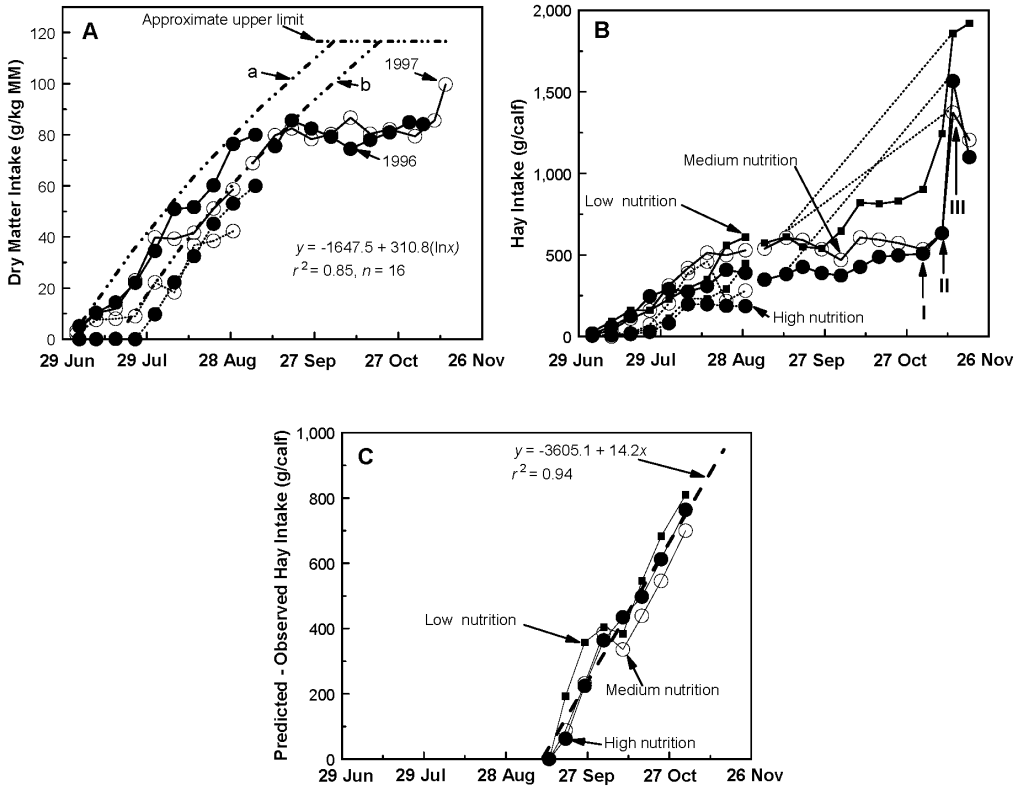 A
Approximate upper limit
a
b
1997
1996
y = -1647.5 + 310.8(lnx)
r² = 0.85, n = 16
Dry Matter Intake (g/kg MM)
120
100
80
60
40
20
0
29 Jun 29 Jul 28 Aug 27 Sep 27 Oct 26 Nov
B
Medium nutrition
Low nutrition
High nutrition
I
II
III
Hay Intake (g/calf)
2,000
1,500
1,000
500
0
29 Jun 29 Jul 28 Aug 27 Sep 27 Oct 26 Nov
C
y = -3605.1 + 14.2x
r² = 0.94
Low nutrition
Medium nutrition
High nutrition
Predicted - Observed Hay Intake (g/calf)
1,000
800
600
400
200
0
29 Jun 29 Jul 28 Aug 27 Sep 27 Oct 26 Nov